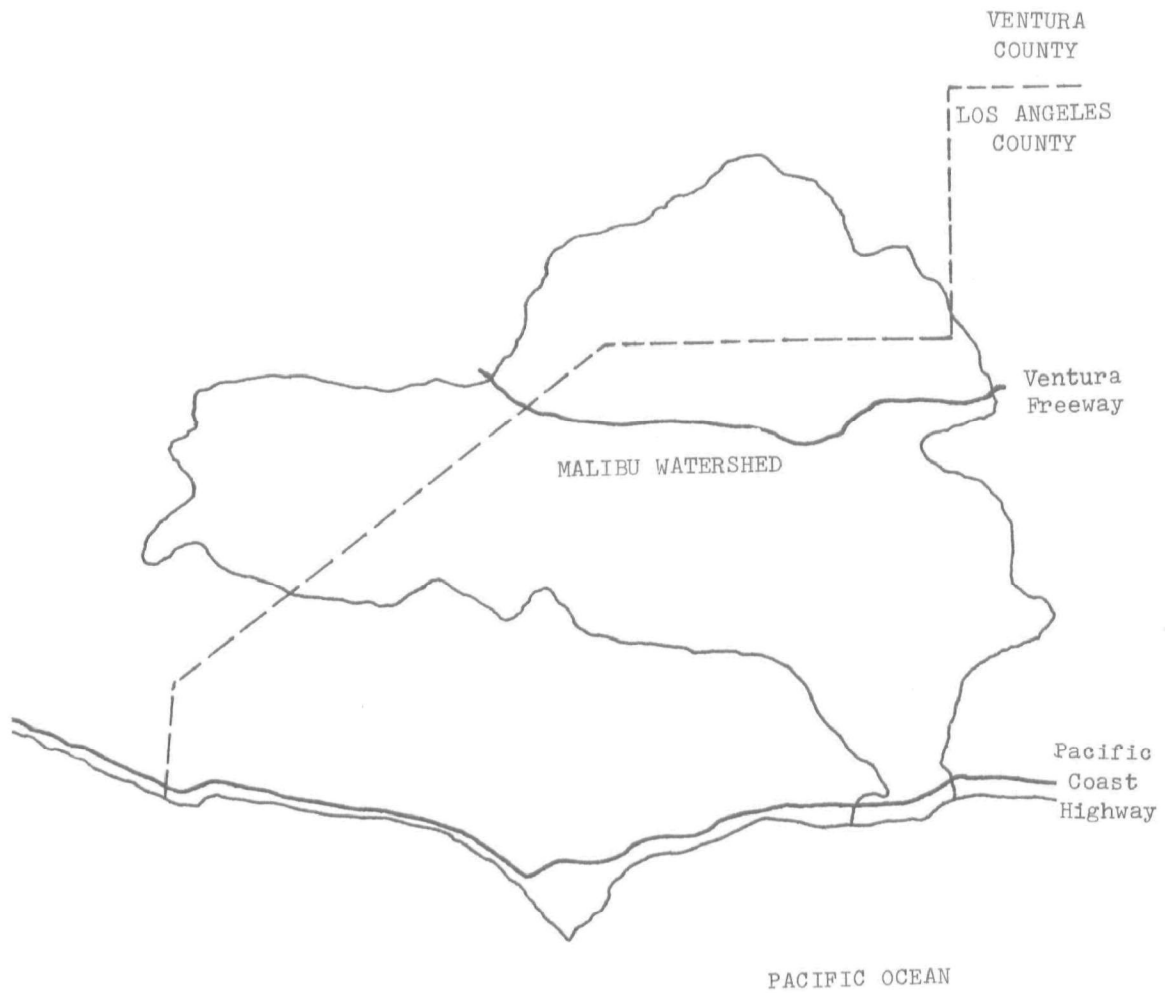 VENTURA
COUNTY
LOS ANGELES
COUNTY
Ventura
Freeway
MALIBU WATERSHED
Pacific
Coast
Highway
PACIFIC OCEAN